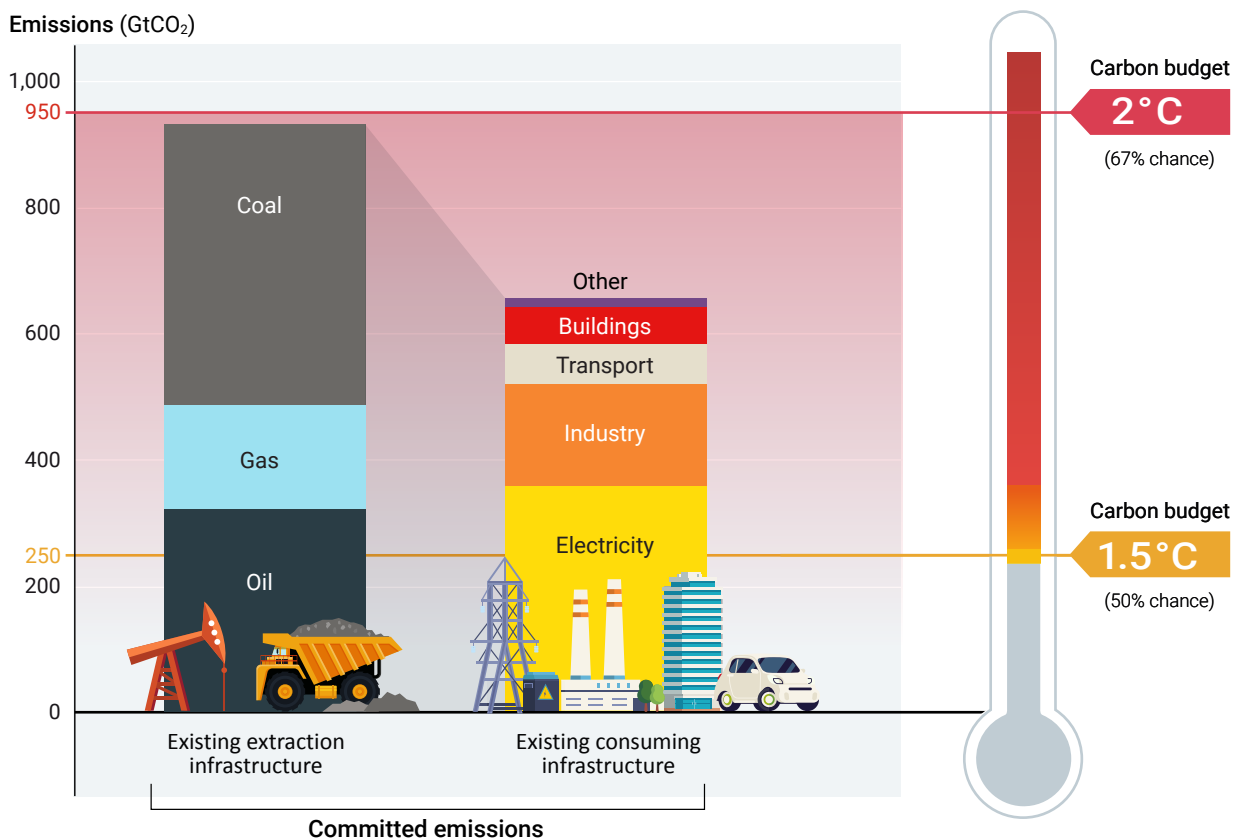 Emissions (GtCO₂)
1,000
950
800
600
400
250
200
0
Coal
Gas
Oil
Other
Buildings
Transport
Industry
Electricity
Existing extraction
infrastructure
Existing consuming
infrastructure
Committed emissions
Carbon budget
2°C
(67% chance)
Carbon budget
1.5°C
(50% chance)